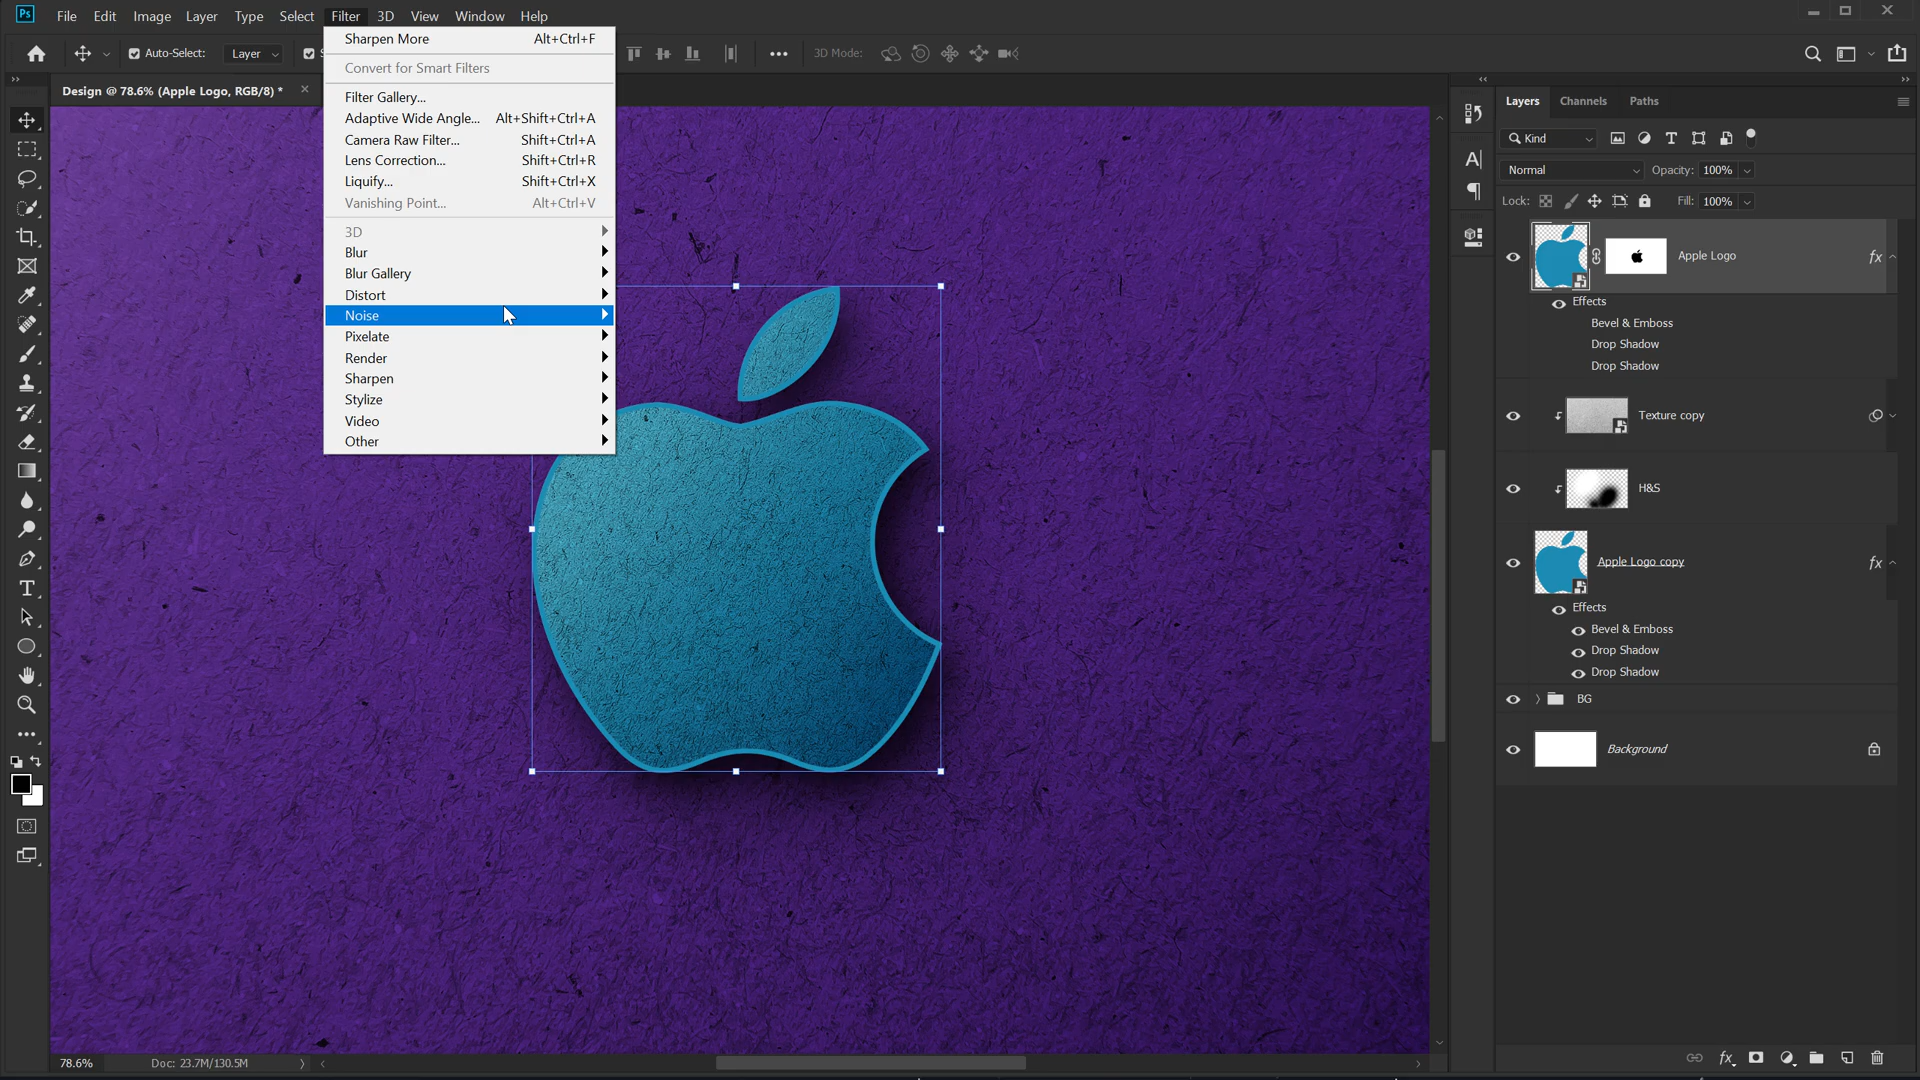 Ps File Edit Image Layer Type Select Filter 3D View Window Help
Auto-Select: Layer 3D Mode:
Design @ 78.6% (Apple Logo, RGB/8) *
Sharpen More Alt+Ctrl+F
Convert for Smart Filters
Filter Gallery...
Adaptive Wide Angle... Alt+Shift+Ctrl+A
Camera Raw Filter... Shift+Ctrl+A
Lens Correction... Shift+Ctrl+R
Liquify... Shift+Ctrl+X
Vanishing Point... Alt+Ctrl+V
3D
Blur
Blur Gallery
Distort
Noise
Pixelate
Render
Sharpen
Stylize
Video
Other
Layers Channels Paths
Kind
Normal Opacity: 100%
Lock: Fill: 100%
Apple Logo fx
Effects
Bevel & Emboss
Drop Shadow
Drop Shadow
Texture copy
H&S
Apple Logo copy fx
Effects
Bevel & Emboss
Drop Shadow
Drop Shadow
BG
Background
78.6% Doc: 23.7M/130.5M
fx